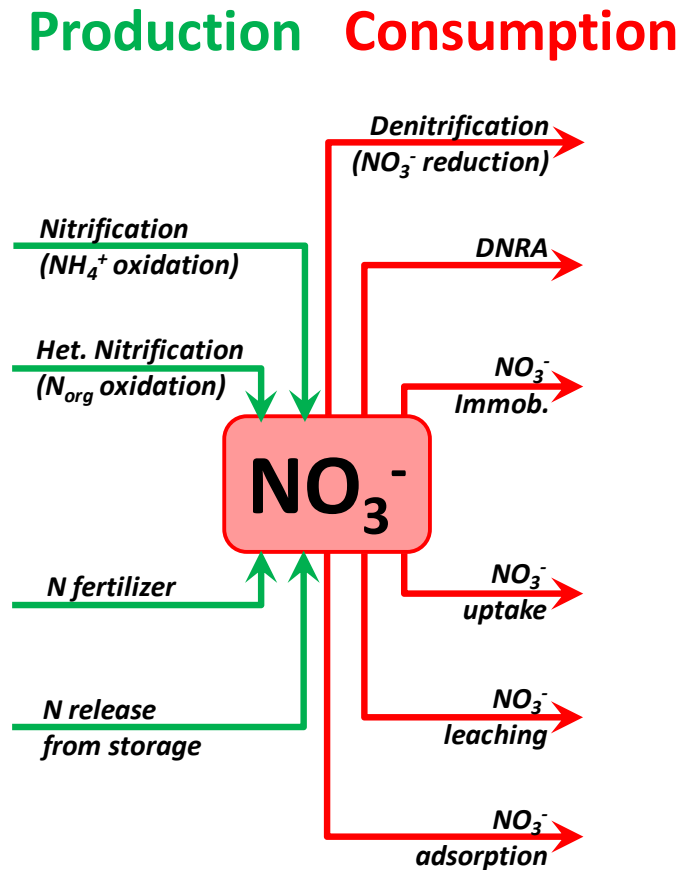 Production Consumption
Denitrification
(NO₃⁻ reduction)
Nitrification
(NH₄⁺ oxidation)
DNRA
Het. Nitrification
(Norg oxidation)
NO₃⁻
Immob.
NO₃⁻
N fertilizer
NO₃⁻
uptake
N release
from storage
NO₃⁻
leaching
NO₃⁻
adsorption